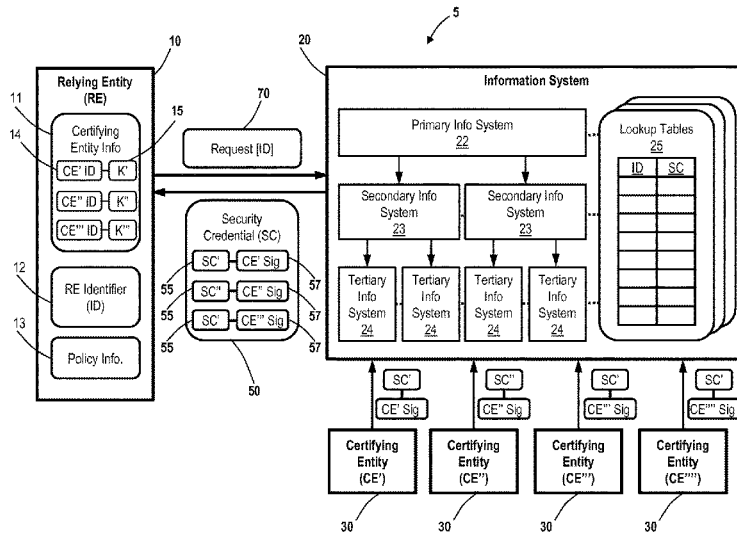 5
10
20
Relying Entity
(RE)
11
14
15
Certifying
Entity Info
CE' ID
K'
CE'' ID
K''
CE''' ID
K'''
12
RE Identifier
(ID)
13
Policy Info.
70
Request [ID]
Security
Credential (SC)
55
SC'
CE' Sig
57
55
SC''
CE'' Sig
57
55
SC'
CE''' Sig
57
50
Information System
Primary Info System
22
Secondary Info
System
23
Secondary Info
System
23
Tertiary Info
System
24
Tertiary Info
System
24
Tertiary Info
System
24
Tertiary Info
System
24
Lookup Tables
25
ID
SC
SC'
CE' Sig
SC''
CE'' Sig
SC'
CE''' Sig
SC'
CE'''' Sig
Certifying
Entity
(CE')
Certifying
Entity
(CE'')
Certifying
Entity
(CE''')
Certifying
Entity
(CE'''')
30
30
30
30